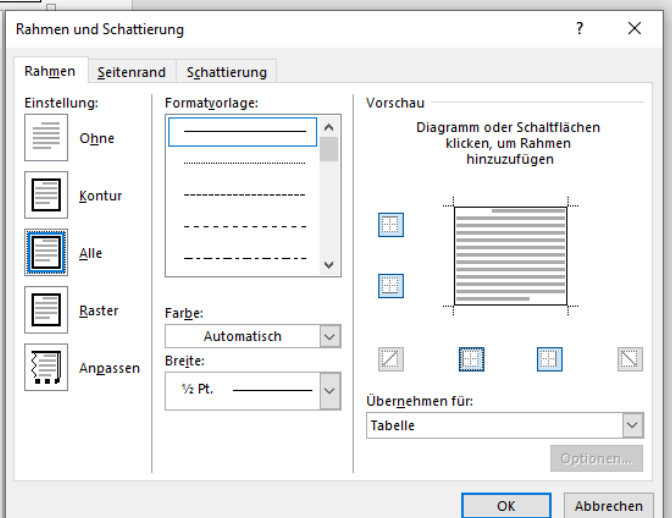 Rahmen und Schattierung
Rahmen
Seitenrand
Schattierung
Einstellung:
Ohne
Kontur
Alle
Raster
Anpassen
Formatvorlage:
Farbe:
Automatisch
Breite:
½ Pt.
Vorschau
Diagramm oder Schaltflächen
klicken, um Rahmen
hinzuzufügen
Übernehmen für:
Tabelle
Optionen...
OK
Abbrechen